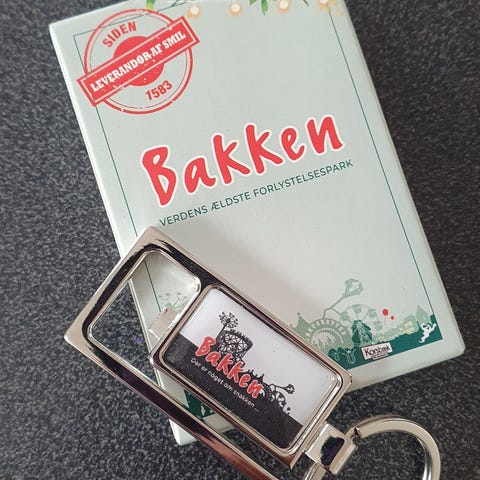 SIDEN
LEVERANDØR AF SMIL
1583
Bakken
VERDENS ÆLDSTE FORLYSTELSESPARK
Bakken
Der er noget om snakken ...